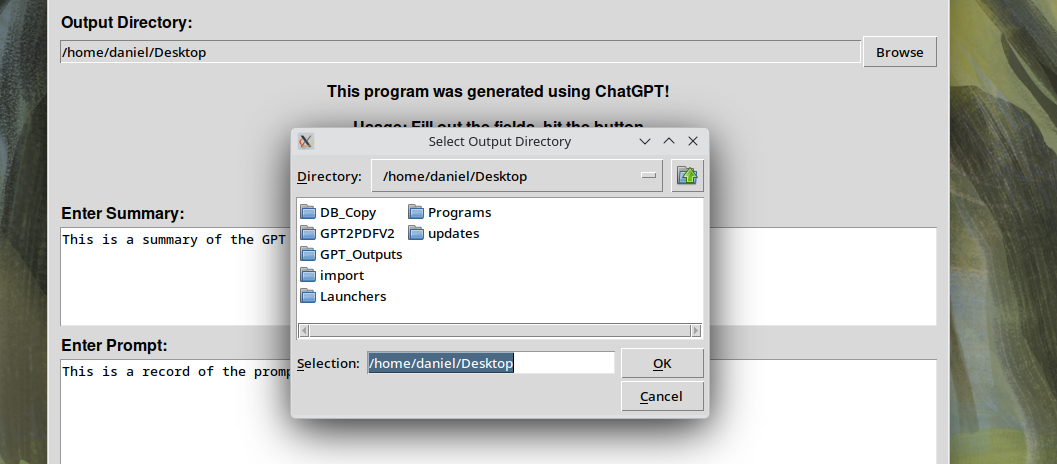 Output Directory:
/home/daniel/Desktop
Browse
This program was generated using ChatGPT!
Usage: Fill out the fields, hit the button
Select Output Directory
Directory:
/home/daniel/Desktop
DB_Copy
Programs
GPT2PDFV2
updates
GPT_Outputs
import
Launchers
Selection:
/home/daniel/Desktop
OK
Cancel
Enter Summary:
This is a summary of the GPT
Enter Prompt:
This is a record of the promp